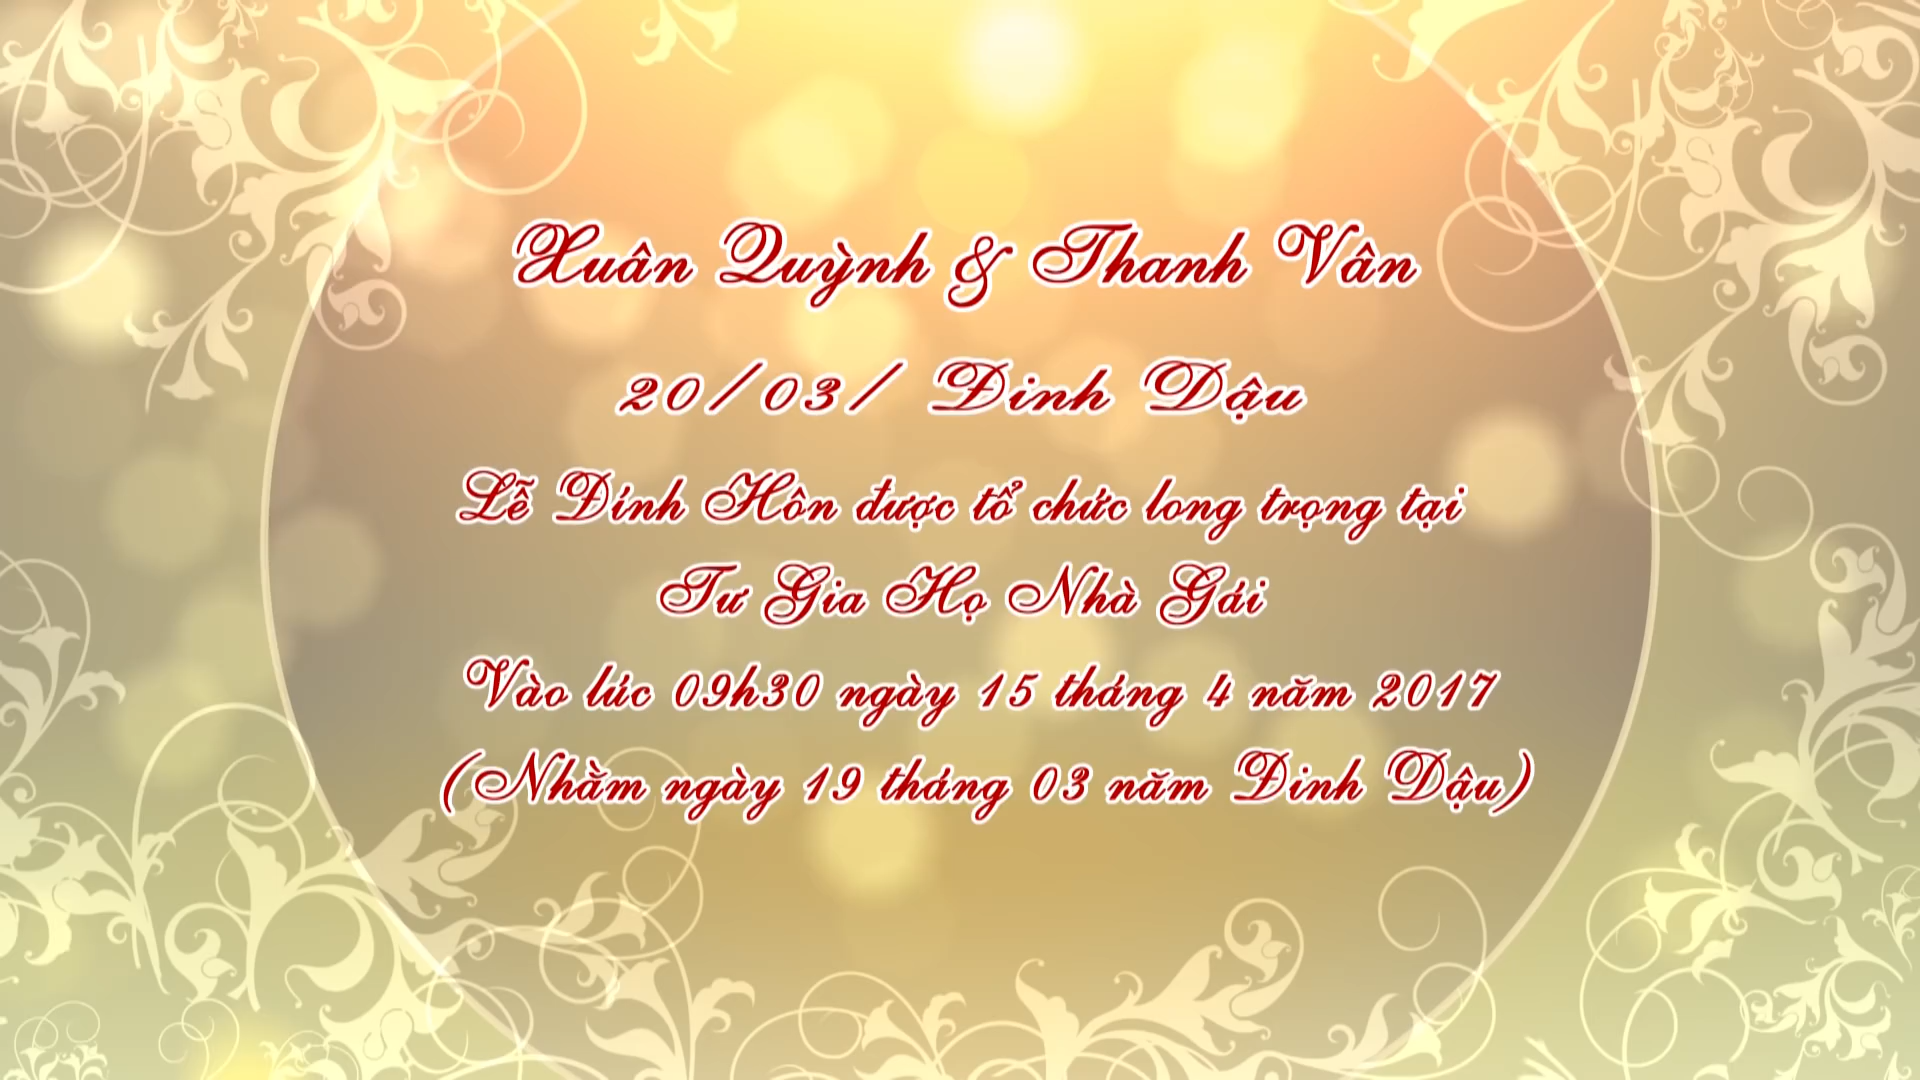 Xuân Quỳnh & Thanh Vân
20/03/ Đinh Dậu
Lễ Đính Hôn được tổ chức long trọng tại
Tư Gia Họ Nhà Gái
Vào lúc 09h30 ngày 15 tháng 4 năm 2017
(Nhằm ngày 19 tháng 03 năm Đinh Dậu)